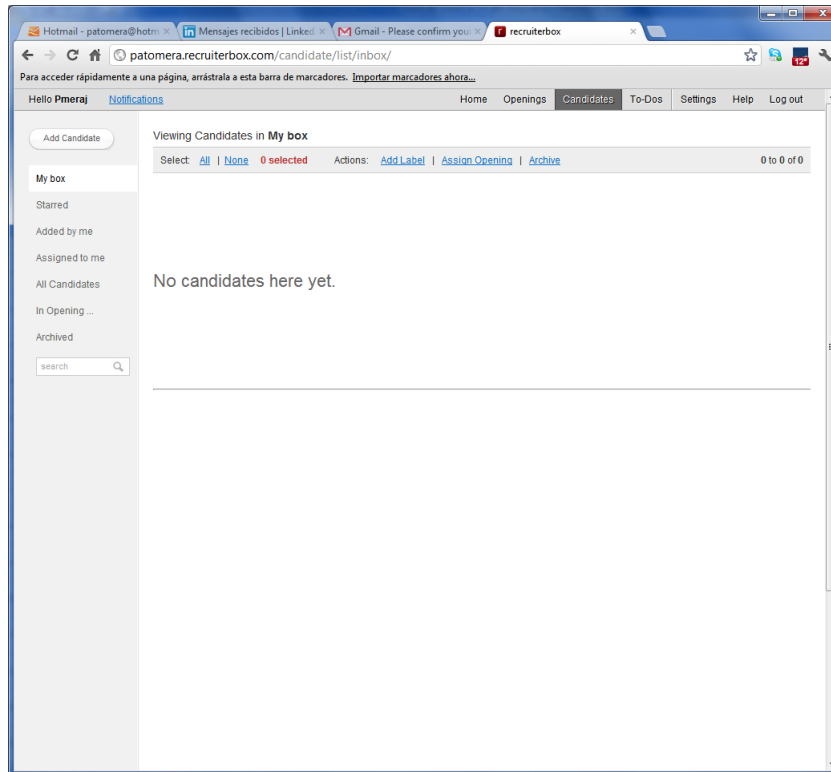 Hotmail - patomera@hotm
Mensajes recibidos | Linked
Gmail - Please confirm your
recruiterbox
patomera.recruiterbox.com/candidate/list/inbox/
12°
Para acceder rápidamente a una página, arrástrala a esta barra de marcadores. Importar marcadores ahora...
Hello Pmeraj Notifications Home Openings Candidates To-Dos Settings Help Log out
Add Candidate
Viewing Candidates in My box
Select: All | None 0 selected Actions: Add Label | Assign Opening | Archive 0 to 0 of 0
My box
Starred
Added by me
Assigned to me
All Candidates
No candidates here yet.
In Opening ...
Archived
search